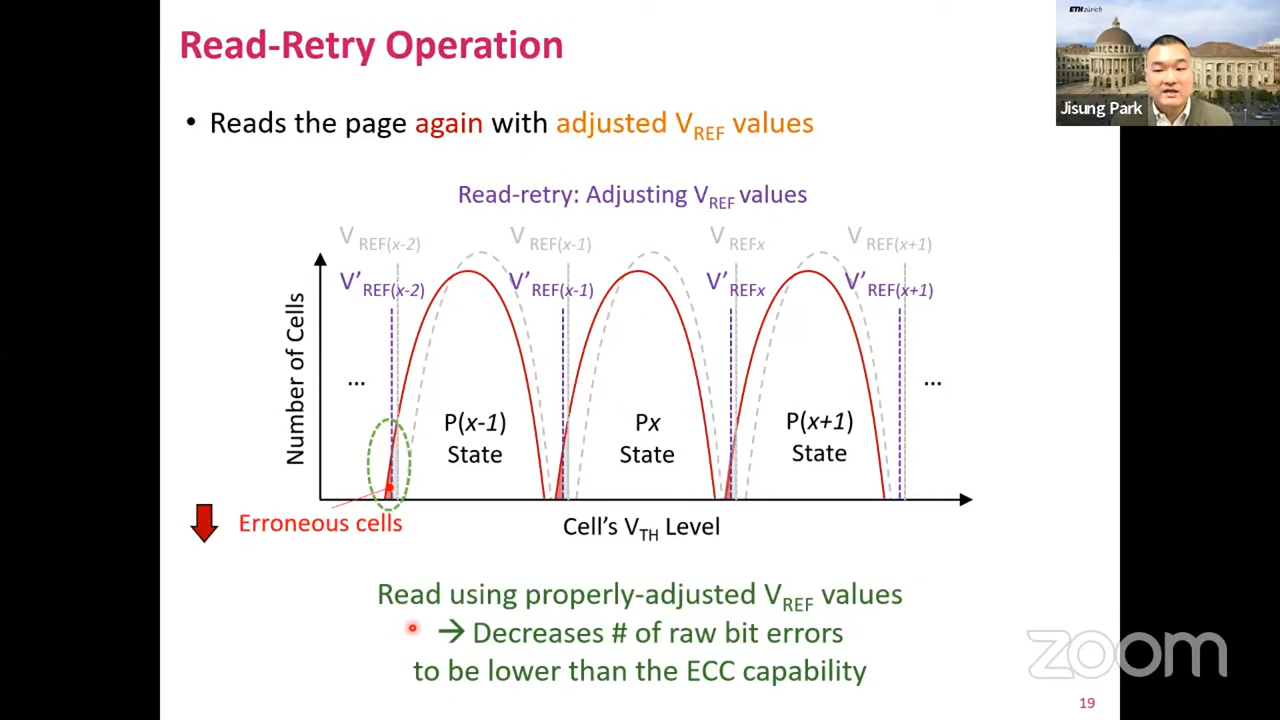 Read-Retry Operation
ETH zürich
Jisung Park
• Reads the page again with adjusted VREF values
Read-retry: Adjusting VREF values
VREF(x-2) VREF(x-1) VREFx VREF(x+1)
V’REF(x-2) V’REF(x-1) V’REFx V’REF(x+1)
Number of Cells
... ...
P(x-1) State
Px State
P(x+1) State
Erroneous cells
Cell’s VTH Level
Read using properly-adjusted VREF values
→ Decreases # of raw bit errors
to be lower than the ECC capability
zoom
19